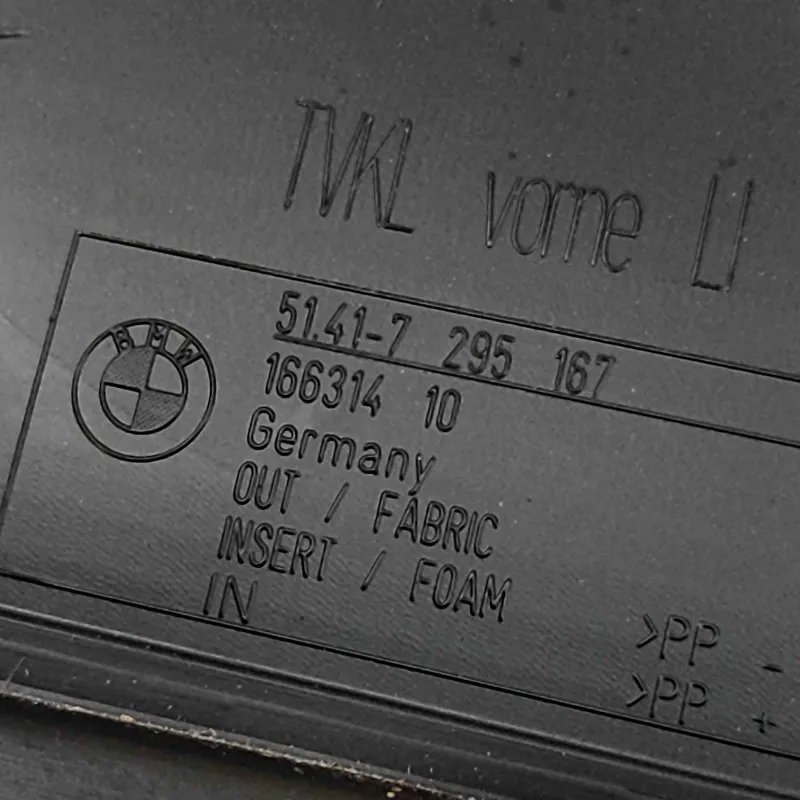 TVKL vorne LI
BMW
51.41-7 295 167
166314 10
Germany
OUT / FABRIC
INSERT / FOAM
IN
>PP -
>PP +